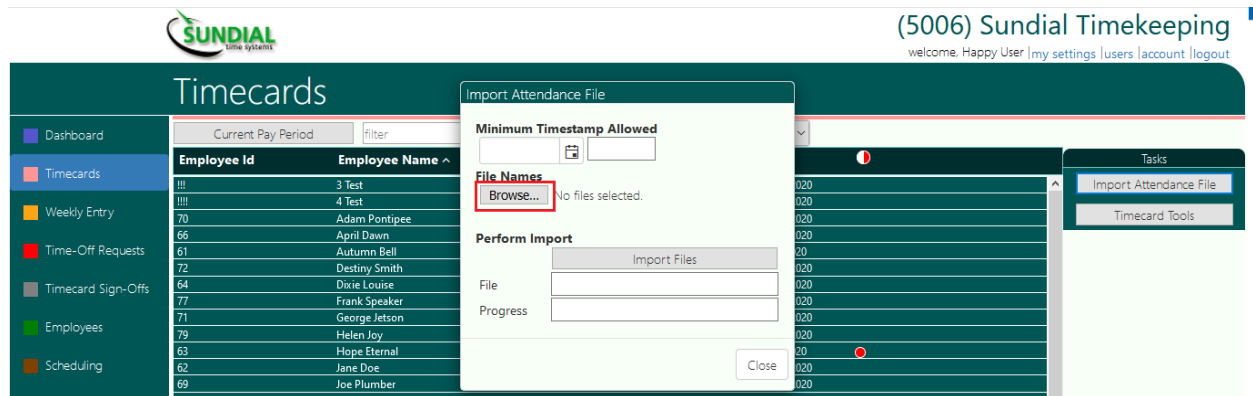 SUNDIAL
time systems
(5006) Sundial Timekeeping
welcome, Happy User |my settings |users |account |logout
Timecards
Dashboard
Timecards
Weekly Entry
Time-Off Requests
Timecard Sign-Offs
Employees
Scheduling
Current Pay Period
filter
Employee Id Employee Name
!!! 3 Test 020
!!!! 4 Test 020
70 Adam Pontipee 020
66 April Dawn 020
61 Autumn Bell 20
72 Destiny Smith 020
64 Dixie Louise 020
77 Frank Speaker 020
71 George Jetson 020
79 Helen Joy 020
63 Hope Eternal 20
62 Jane Doe 020
69 Joe Plumber 020
Import Attendance File
Minimum Timestamp Allowed
File Names
Browse... No files selected.
Perform Import
Import Files
File
Progress
Close
Tasks
Import Attendance File
Timecard Tools